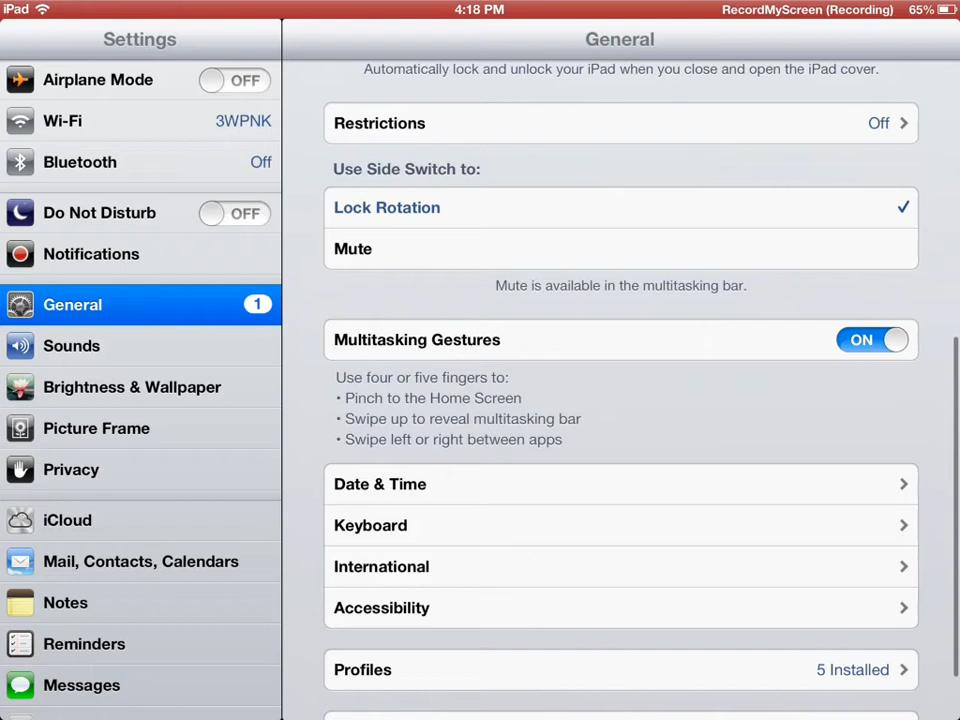 iPad
4:18 PM
RecordMyScreen (Recording)
65%
Settings
General
Airplane Mode OFF
Wi-Fi 3WPNK
Bluetooth Off
Do Not Disturb OFF
Notifications
General 1
Sounds
Brightness & Wallpaper
Picture Frame
Privacy
iCloud
Mail, Contacts, Calendars
Notes
Reminders
Messages
Automatically lock and unlock your iPad when you close and open the iPad cover.
Restrictions Off
Use Side Switch to:
Lock Rotation
Mute
Mute is available in the multitasking bar.
Multitasking Gestures ON
Use four or five fingers to:
• Pinch to the Home Screen
• Swipe up to reveal multitasking bar
• Swipe left or right between apps
Date & Time
Keyboard
International
Accessibility
Profiles 5 Installed